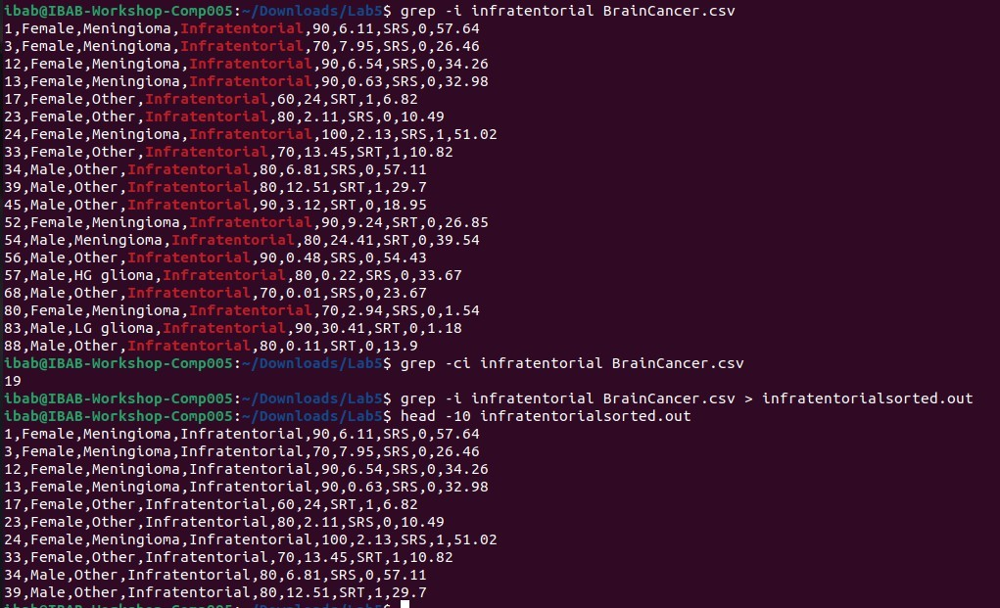 ibab@IBAB-Workshop-Comp005:~/Downloads/Lab5$ grep -i infratentorial BrainCancer.csv
1,Female,Meningioma,Infratentorial,90,6.11,SRS,0,57.64
3,Female,Meningioma,Infratentorial,70,7.95,SRS,0,26.46
12,Female,Meningioma,Infratentorial,90,6.54,SRS,0,34.26
13,Female,Meningioma,Infratentorial,90,0.63,SRS,0,32.98
17,Female,Other,Infratentorial,60,24,SRT,1,6.82
23,Female,Other,Infratentorial,80,2.11,SRS,0,10.49
24,Female,Meningioma,Infratentorial,100,2.13,SRS,1,51.02
33,Female,Other,Infratentorial,70,13.45,SRT,1,10.82
34,Male,Other,Infratentorial,80,6.81,SRS,0,57.11
39,Male,Other,Infratentorial,80,12.51,SRT,1,29.7
45,Male,Other,Infratentorial,90,3.12,SRT,0,18.95
52,Female,Meningioma,Infratentorial,90,9.24,SRT,0,26.85
54,Male,Meningioma,Infratentorial,80,24.41,SRT,0,39.54
56,Male,Other,Infratentorial,90,0.48,SRS,0,54.43
57,Male,HG glioma,Infratentorial,80,0.22,SRS,0,33.67
68,Male,Other,Infratentorial,70,0.01,SRS,0,23.67
80,Female,Meningioma,Infratentorial,70,2.94,SRS,0,1.54
83,Male,LG glioma,Infratentorial,90,30.41,SRT,0,1.18
88,Male,Other,Infratentorial,80,0.11,SRT,0,13.9
ibab@IBAB-Workshop-Comp005:~/Downloads/Lab5$ grep -ci infratentorial BrainCancer.csv
19
ibab@IBAB-Workshop-Comp005:~/Downloads/Lab5$ grep -i infratentorial BrainCancer.csv > infratentorialsorted.out
ibab@IBAB-Workshop-Comp005:~/Downloads/Lab5$ head -10 infratentorialsorted.out
1,Female,Meningioma,Infratentorial,90,6.11,SRS,0,57.64
3,Female,Meningioma,Infratentorial,70,7.95,SRS,0,26.46
12,Female,Meningioma,Infratentorial,90,6.54,SRS,0,34.26
13,Female,Meningioma,Infratentorial,90,0.63,SRS,0,32.98
17,Female,Other,Infratentorial,60,24,SRT,1,6.82
23,Female,Other,Infratentorial,80,2.11,SRS,0,10.49
24,Female,Meningioma,Infratentorial,100,2.13,SRS,1,51.02
33,Female,Other,Infratentorial,70,13.45,SRT,1,10.82
34,Male,Other,Infratentorial,80,6.81,SRS,0,57.11
39,Male,Other,Infratentorial,80,12.51,SRT,1,29.7
ibab@IBAB-Workshop-Comp005:~/Downloads/Lab5$